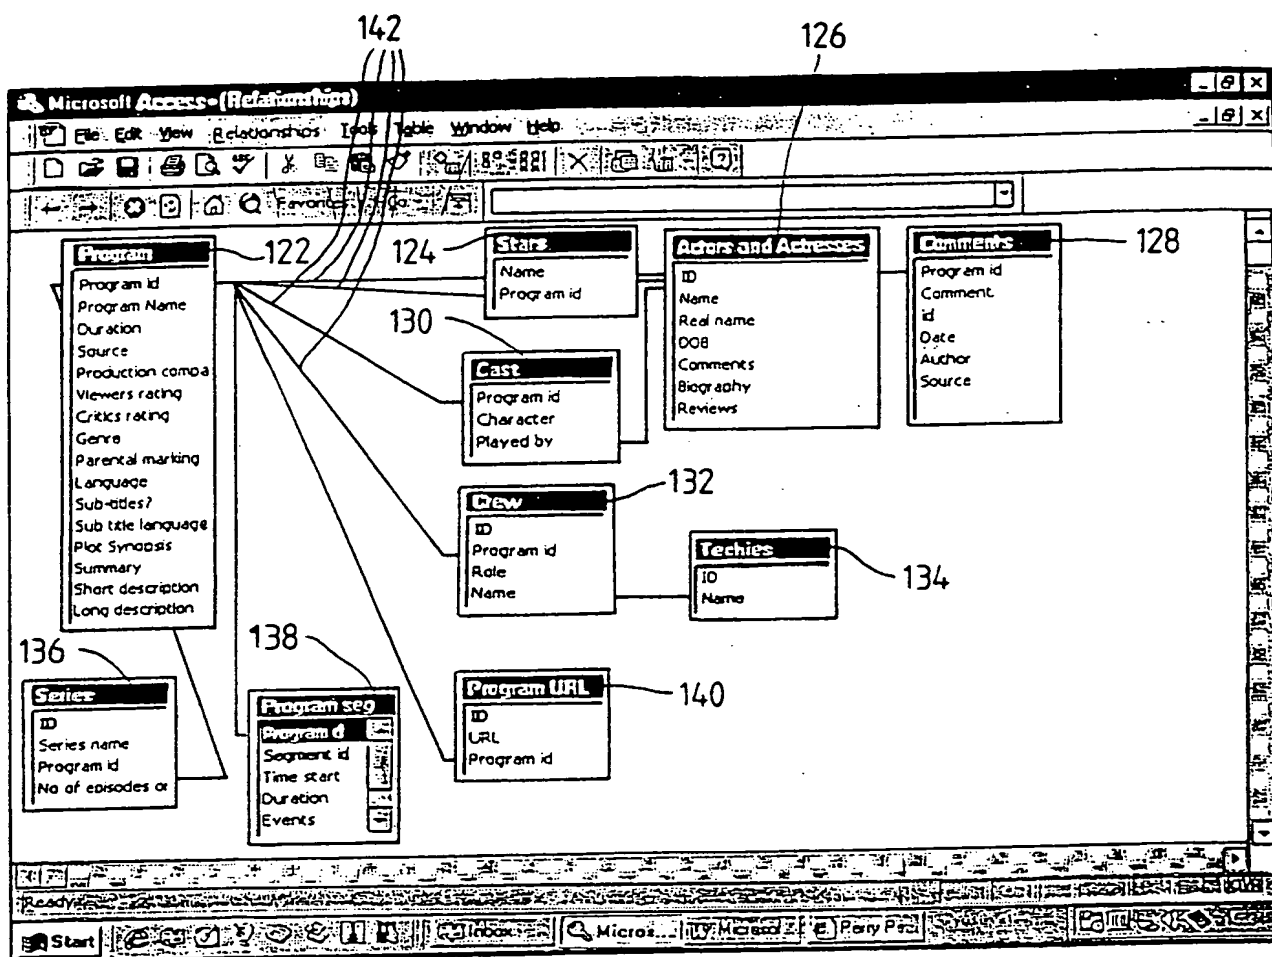 142
126
Microsoft Access - (Relationships)
File Edit View Relationships Tools Table Window Help
Favorites Go
Program
122
Program id
Program Name
Duration
Source
Production compa
Viewers rating
Critics rating
Genre
Parental marking
Language
Sub-titles?
Sub title language
Plot Synopsis
Summary
Short description
Long description
124
Stars
Name
Program id
Actors and Actresses
ID
Name
Real name
DOB
Comments
Biography
Reviews
Comments
128
Program id
Comment
id
Date
Author
Source
130
Cast
Program id
Character
Played by
Crew
132
ID
Program id
Role
Name
Techies
134
ID
Name
136
Series
ID
Series name
Program id
No of episodes or
138
Program seg
Program d
Segment id
Time start
Duration
Events
Program URL
140
ID
URL
Program id
Ready
Start
Inbox
Micros...
Microsof
Perry